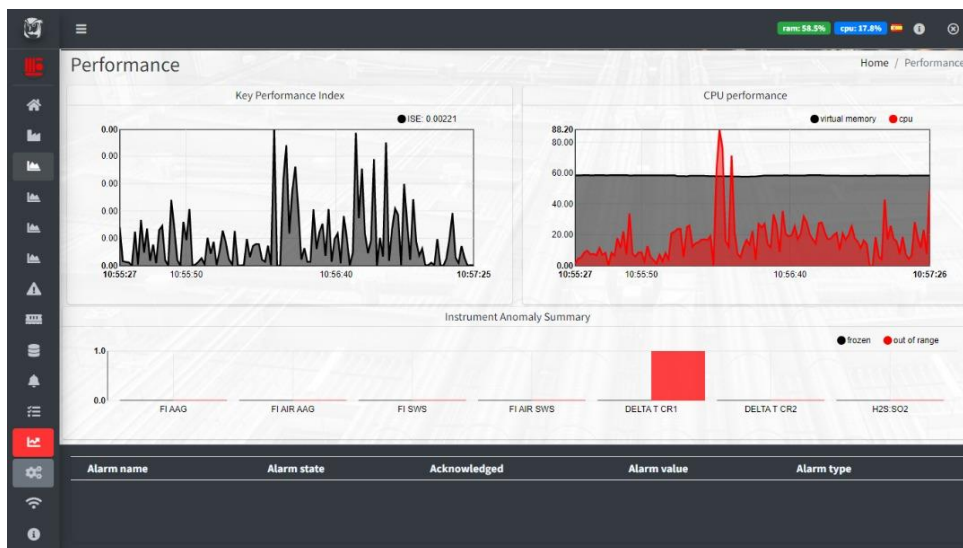 ram: 58.5% cpu: 17.8%
Performance
Home / Performance
Key Performance Index
ISE: 0.00221
0.00
0.00
0.00
0.00
0.00
0.00
10:55:27 10:55:50 10:56:40 10:57:25
CPU performance
virtual memory cpu
88.20
80.00
60.00
40.00
20.00
0.00
10:55:27 10:55:50 10:56:40 10:57:26
Instrument Anomaly Summary
frozen out of range
1.0
0.0
FI AAG FI AIR AAG FI SWS FI AIR SWS DELTA T CR1 DELTA T CR2 H2S:SO2
Alarm name Alarm state Acknowledged Alarm value Alarm type